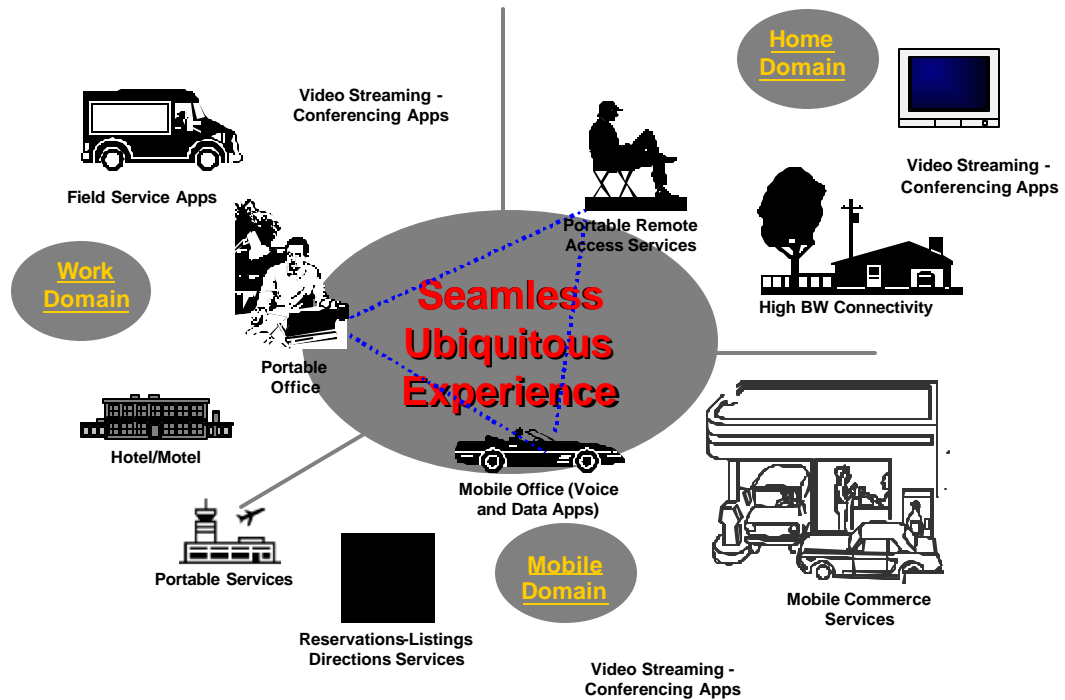 Home
Domain
Video Streaming -
Conferencing Apps
Field Service Apps
Video Streaming -
Conferencing Apps
Portable Remote
Access Services
Work
Domain
Seamless
Ubiquitous
Experience
High BW Connectivity
Portable
Office
Hotel/Motel
Mobile Office (Voice
and Data Apps)
Portable Services
Mobile
Domain
Mobile Commerce
Services
Reservations-Listings
Directions Services
Video Streaming -
Conferencing Apps